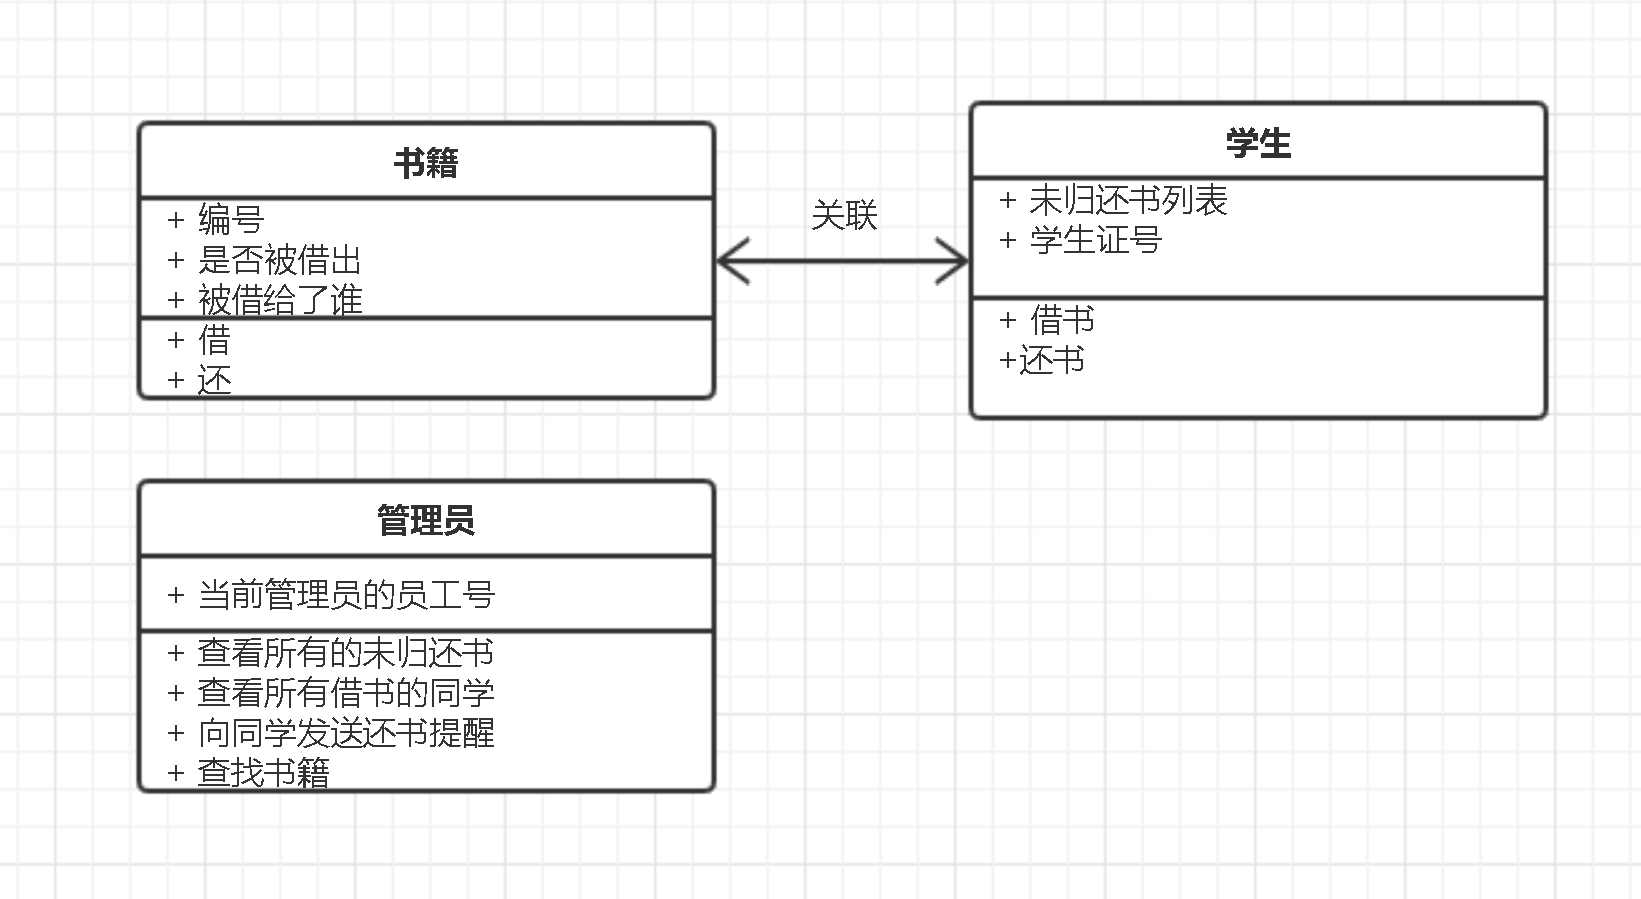 书籍
+ 编号
+ 是否被借出
+ 被借给了谁
+ 借
+ 还
关联
学生
+ 未归还书列表
+ 学生证号
+ 借书
+还书
管理员
+ 当前管理员的员工号
+ 查看所有的未归还书
+ 查看所有借书的同学
+ 向同学发送还书提醒
+ 查找书籍